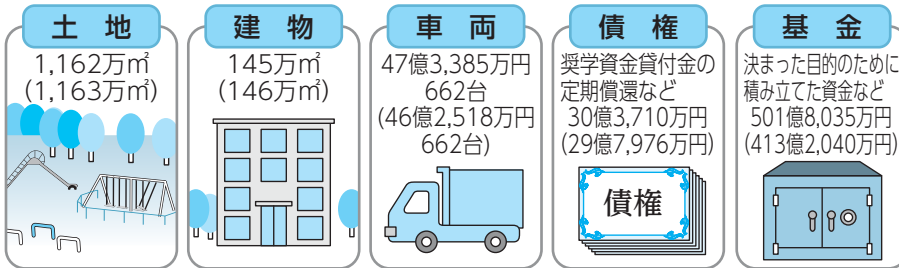 土地
1,162万㎡
(1,163万㎡)
建物
145万㎡
(146万㎡)
車両
47億3,385万円
662台
(46億2,518万円
662台)
債権
奨学資金貸付金の
定期償還など
30億3,710万円
(29億7,976万円)
債権
基金
決まった目的のために
積み立てた資金など
501億8,035万円
(413億2,040万円)